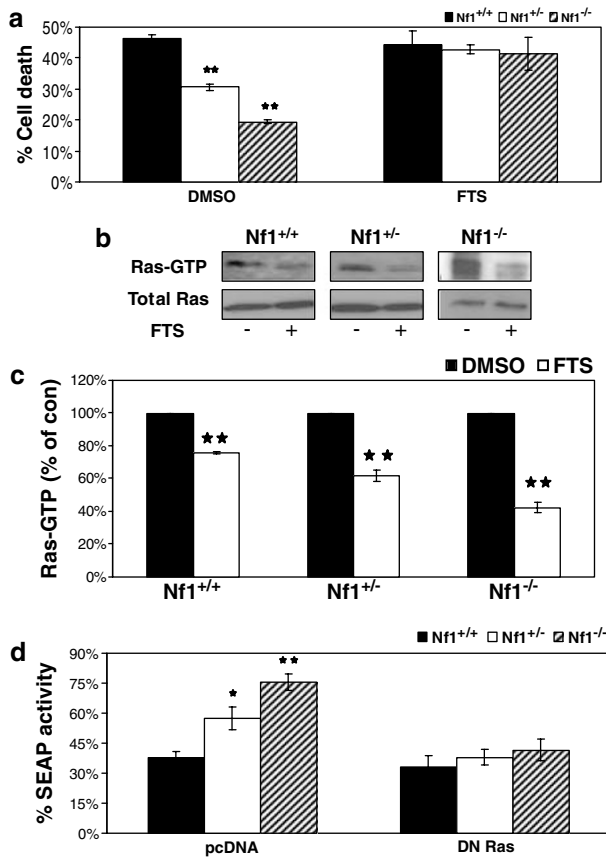 a
Nf1+/+ Nf1+/- Nf1-/-
% Cell death
50%
40%
30%
20%
10%
0%
** **
DMSO FTS
b
Nf1+/+ Nf1+/- Nf1-/-
Ras-GTP
Total Ras
FTS - + - + - +
c
DMSO FTS
Ras-GTP (% of con)
120%
100%
80%
60%
40%
20%
0%
★★ ★★ ★★
Nf1+/+ Nf1+/- Nf1-/-
d
Nf1+/+ Nf1+/- Nf1-/-
% SEAP activity
90%
75%
60%
45%
30%
15%
0%
* **
pcDNA DN Ras